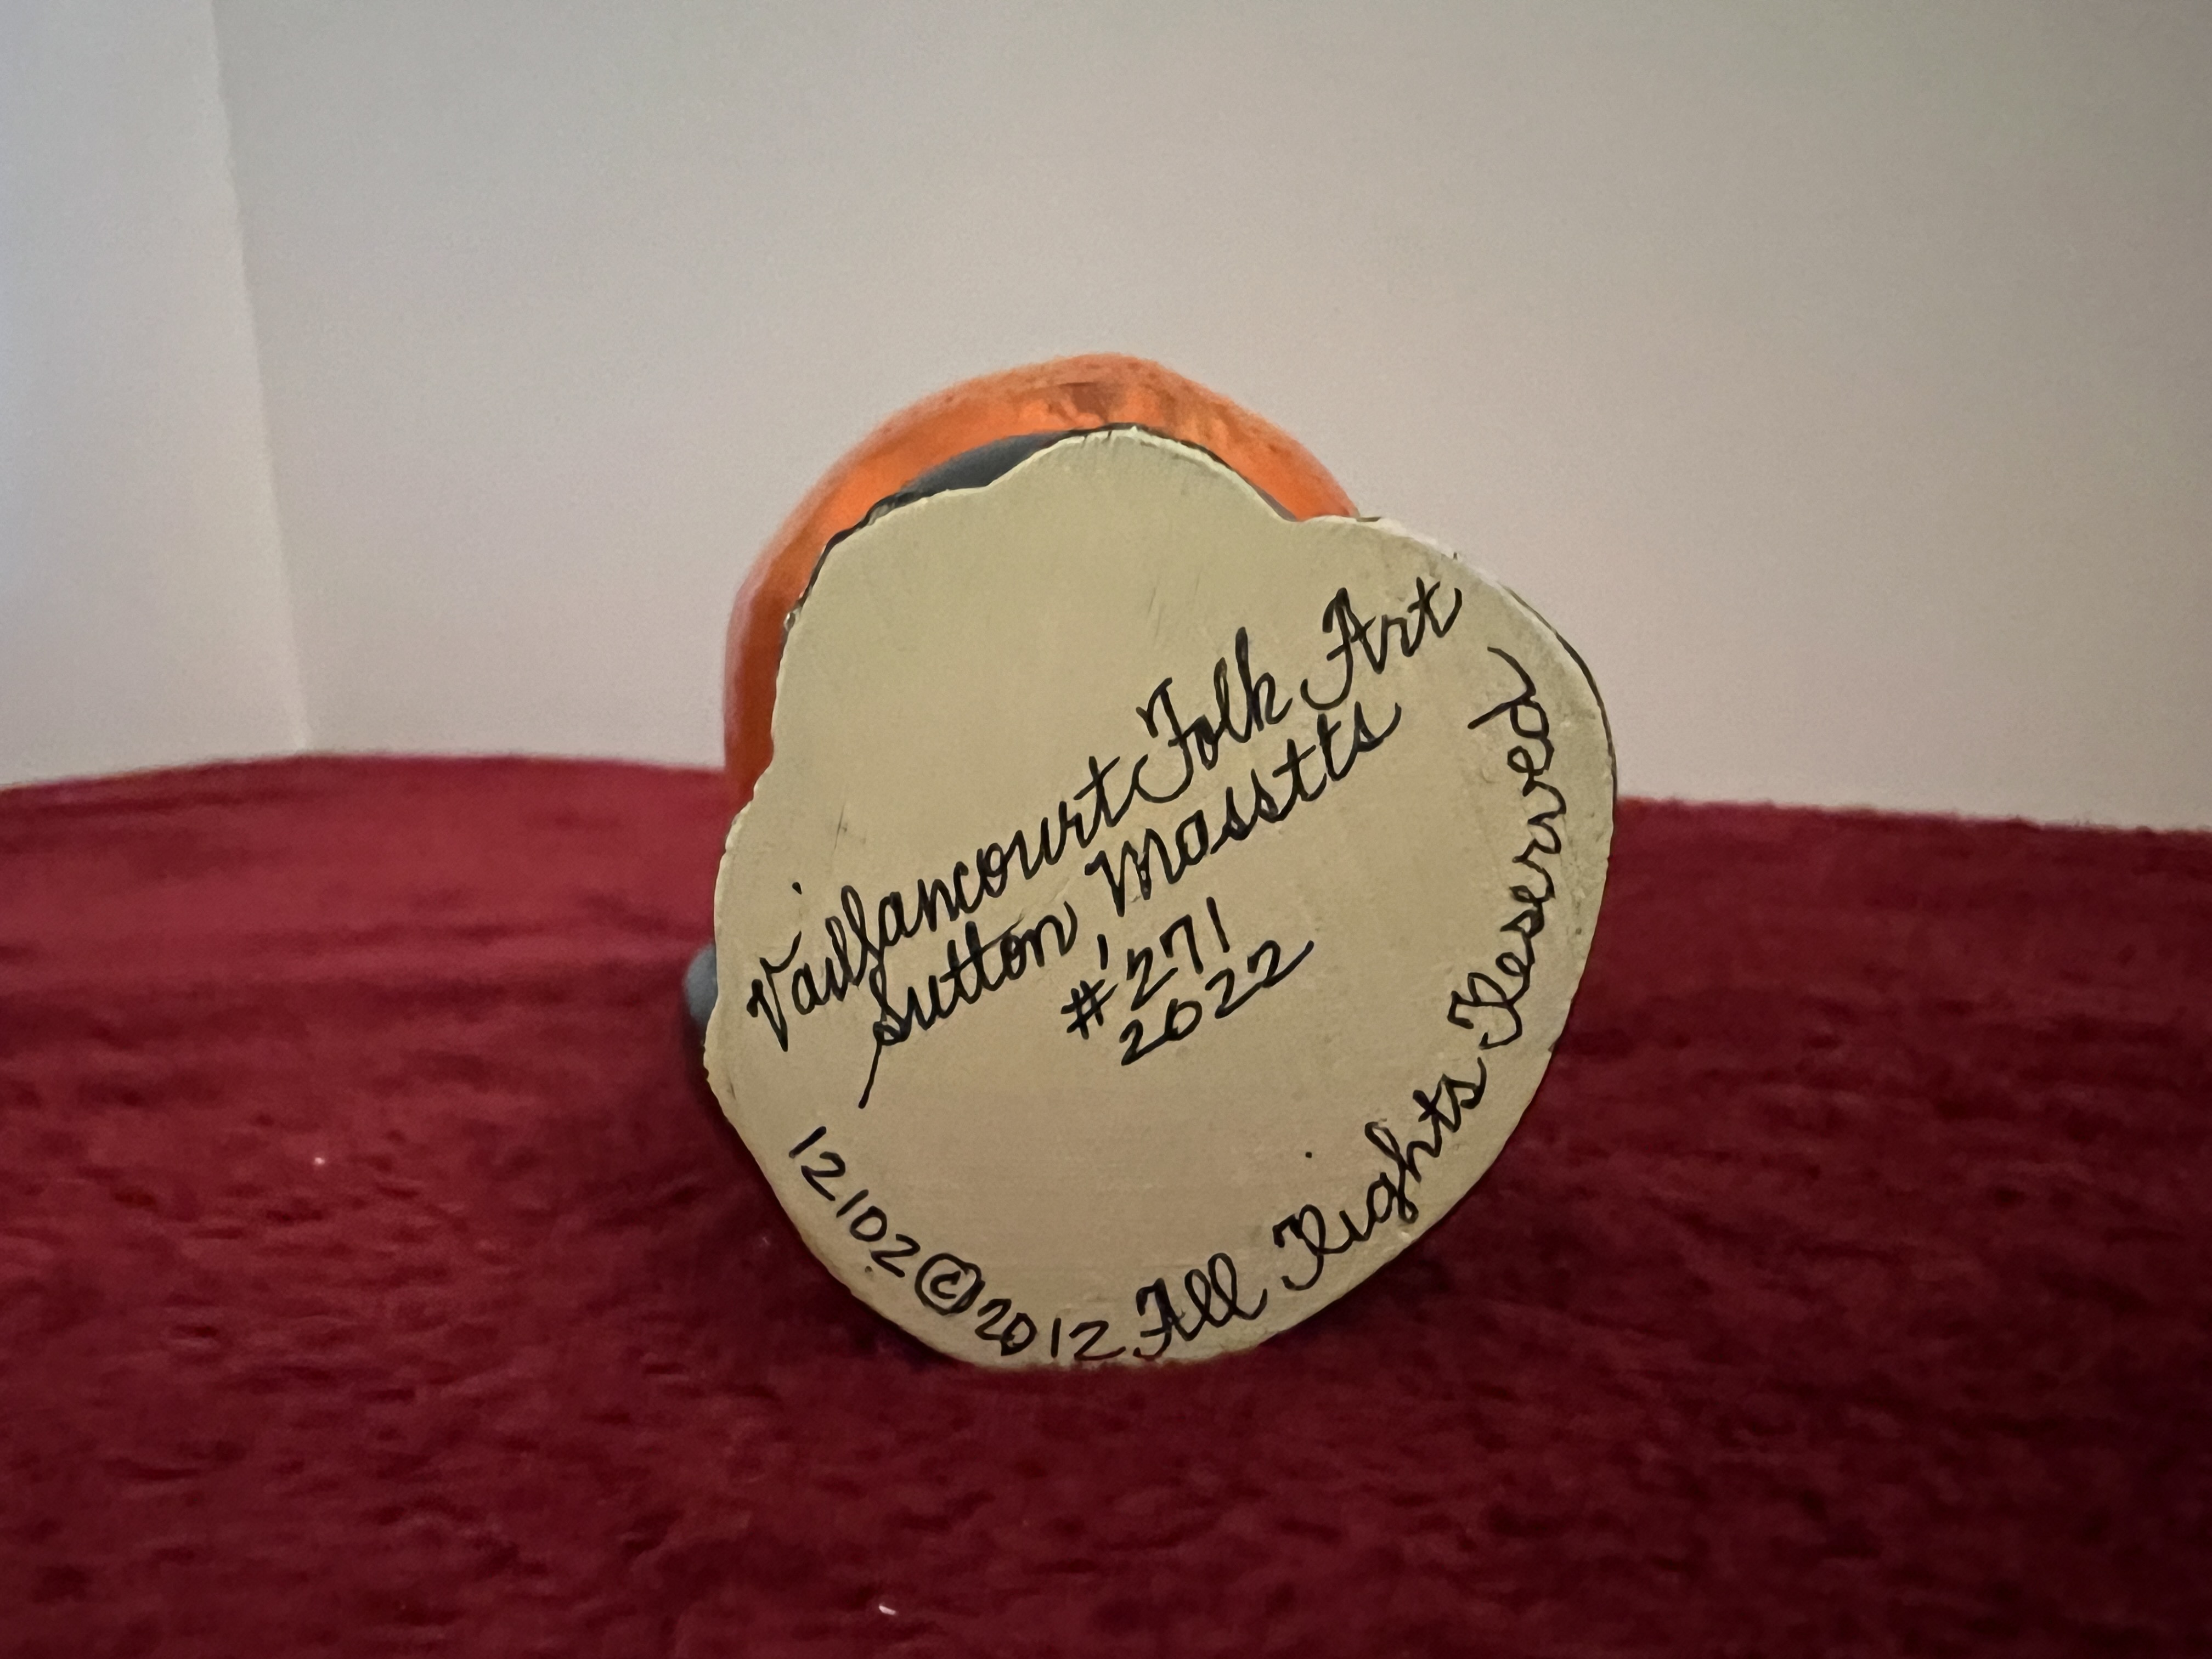 Vaillancourt Folk Art
Sutton, Masstts
#271
2022
12102 © 2012 All Rights Reserved